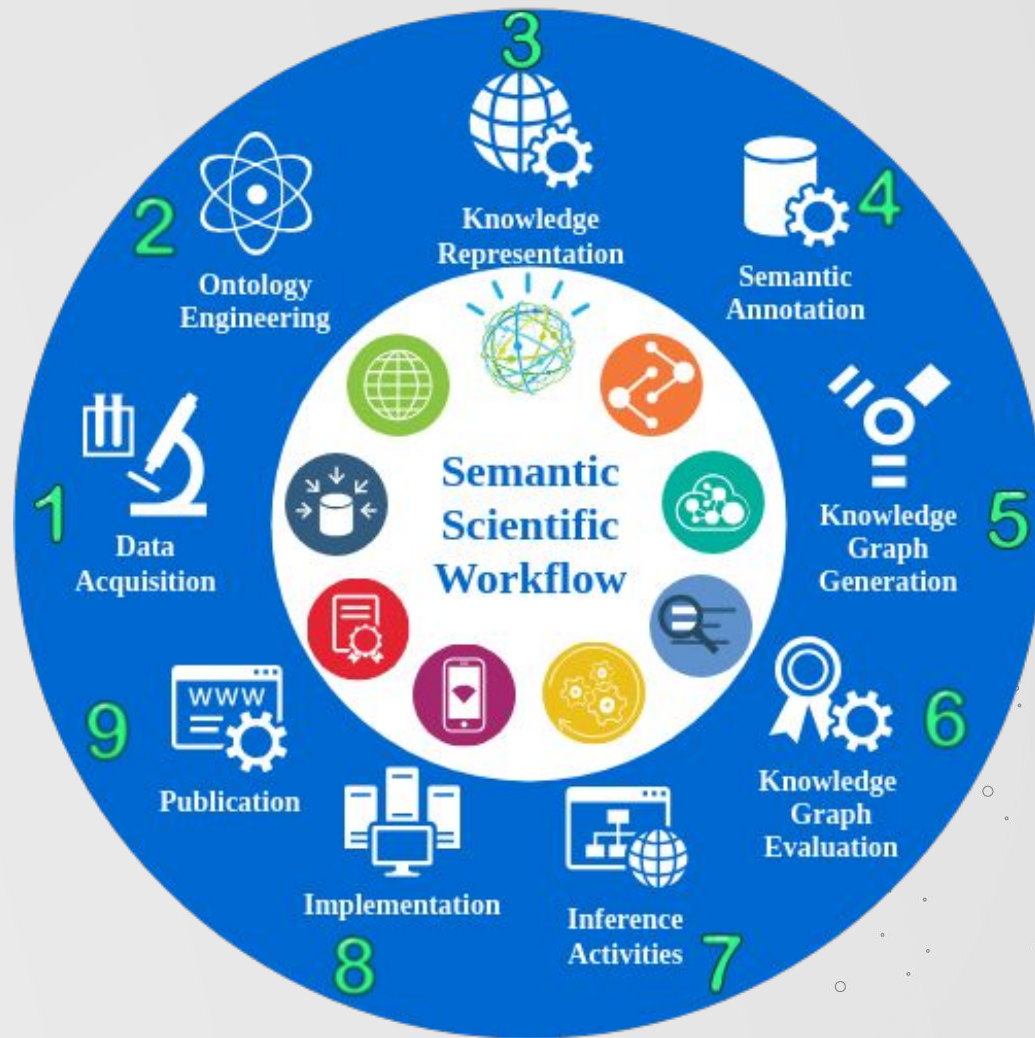 3
Knowledge
Representation
2
Ontology
Engineering
4
Semantic
Annotation
1
Data
Acquisition
Semantic
Scientific
Workflow
5
Knowledge
Graph
Generation
9
WWW
Publication
6
Knowledge
Graph
Evaluation
8
Implementation
7
Inference
Activities